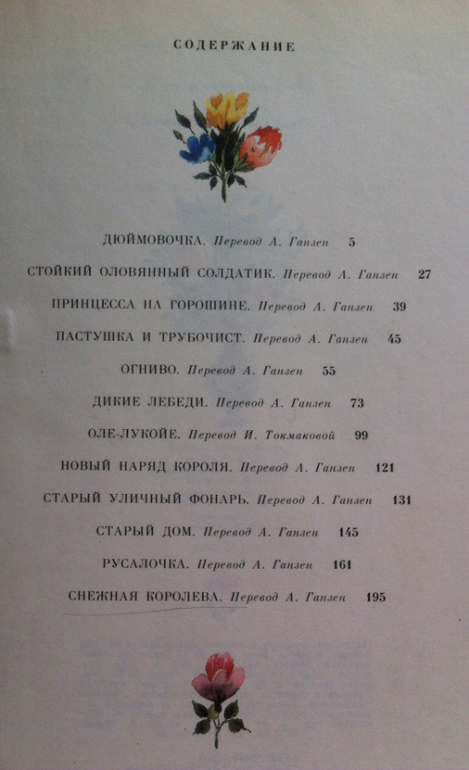 СОДЕРЖАНИЕ
ДЮЙМОВОЧКА. Перевод А. Ганзен 5
СТОЙКИЙ ОЛОВЯННЫЙ СОЛДАТИК. Перевод А. Ганзен 27
ПРИНЦЕССА НА ГОРОШИНЕ. Перевод А. Ганзен 39
ПАСТУШКА И ТРУБОЧИСТ. Перевод А. Ганзен 45
ОГНИВО. Перевод А. Ганзен 55
ДИКИЕ ЛЕБЕДИ. Перевод А. Ганзен 73
ОЛЕ-ЛУКОЙЕ. Перевод И. Токмаковой 99
НОВЫЙ НАРЯД КОРОЛЯ. Перевод А. Ганзен 121
СТАРЫЙ УЛИЧНЫЙ ФОНАРЬ. Перевод А. Ганзен 131
СТАРЫЙ ДОМ. Перевод А. Ганзен 145
РУСАЛОЧКА. Перевод А. Ганзен 161
СНЕЖНАЯ КОРОЛЕВА. Перевод А. Ганзен 195